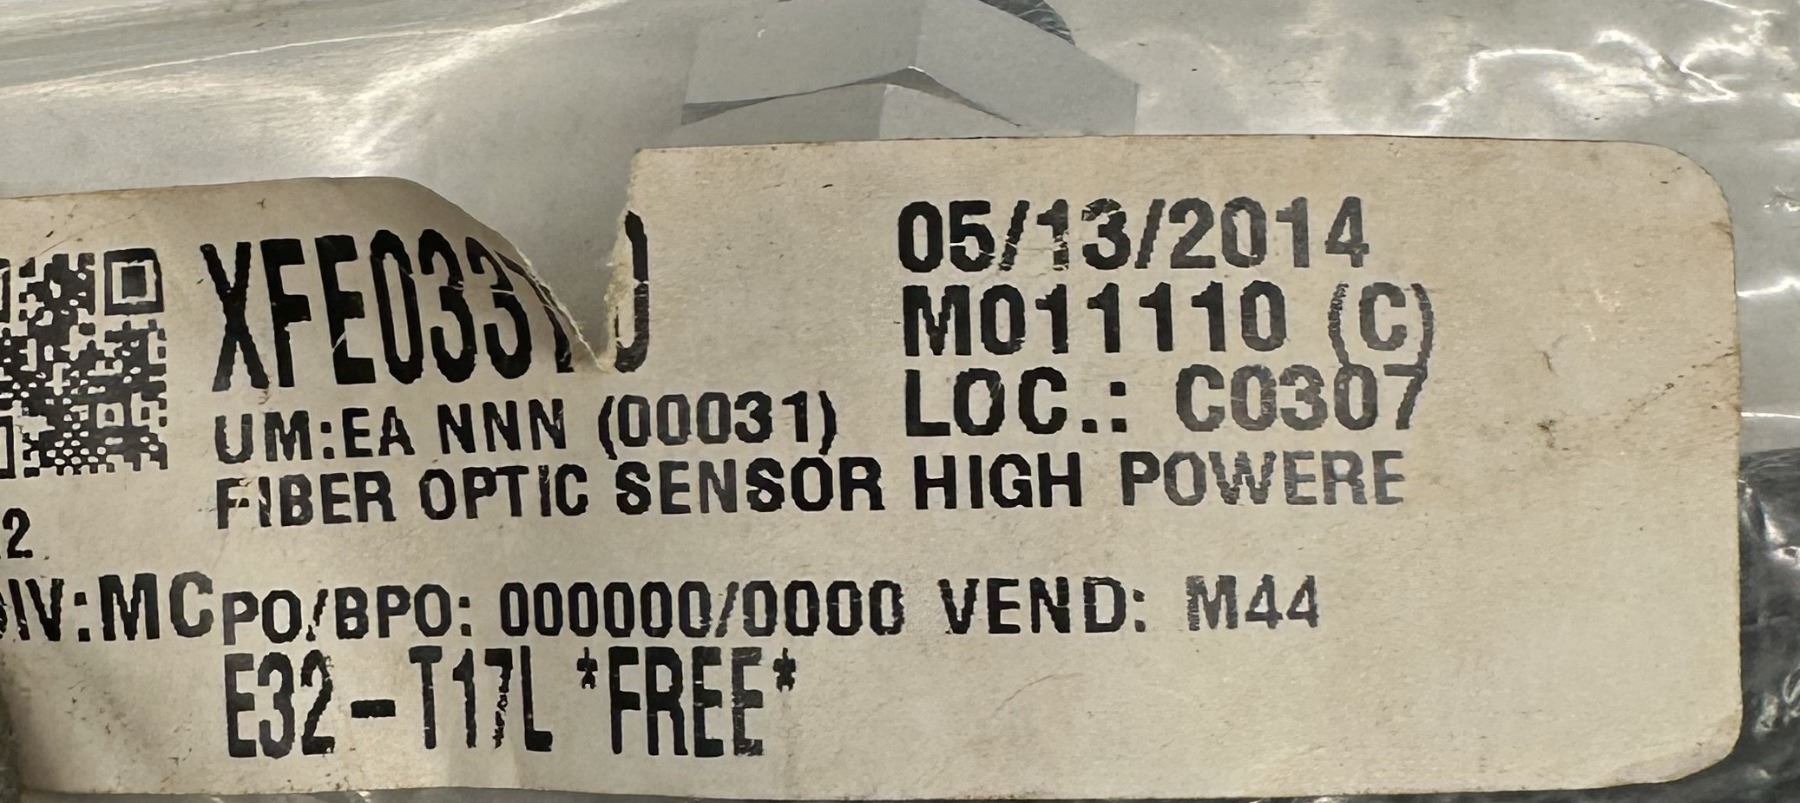 05/13/2014
M011110 (C)
LOC.: C0307
UM:EA NNN (00031)
FIBER OPTIC SENSOR HIGH POWERE
PO/BPO: 000000/0000 VEND: M44
E32-T17L *FREE*